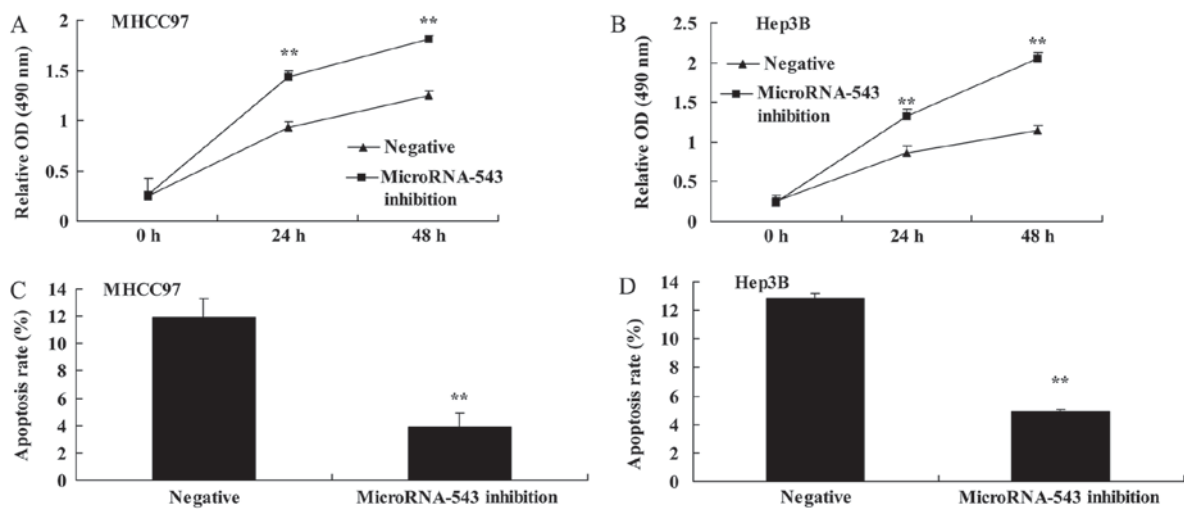 A
MHCC97
Relative OD (490 nm)
2
1.5
1
0.5
0
**
**
Negative
MicroRNA-543
inhibition
0 h
24 h
48 h
B
Hep3B
Relative OD (490 nm)
2.5
2
1.5
1
0.5
0
**
**
Negative
MicroRNA-543
inhibition
0 h
24 h
48 h
C
MHCC97
Apoptosis rate (%)
14
12
10
8
6
4
2
0
**
Negative
MicroRNA-543 inhibition
D
Hep3B
Apoptosis rate (%)
14
12
10
8
6
4
2
0
**
Negative
MicroRNA-543 inhibition